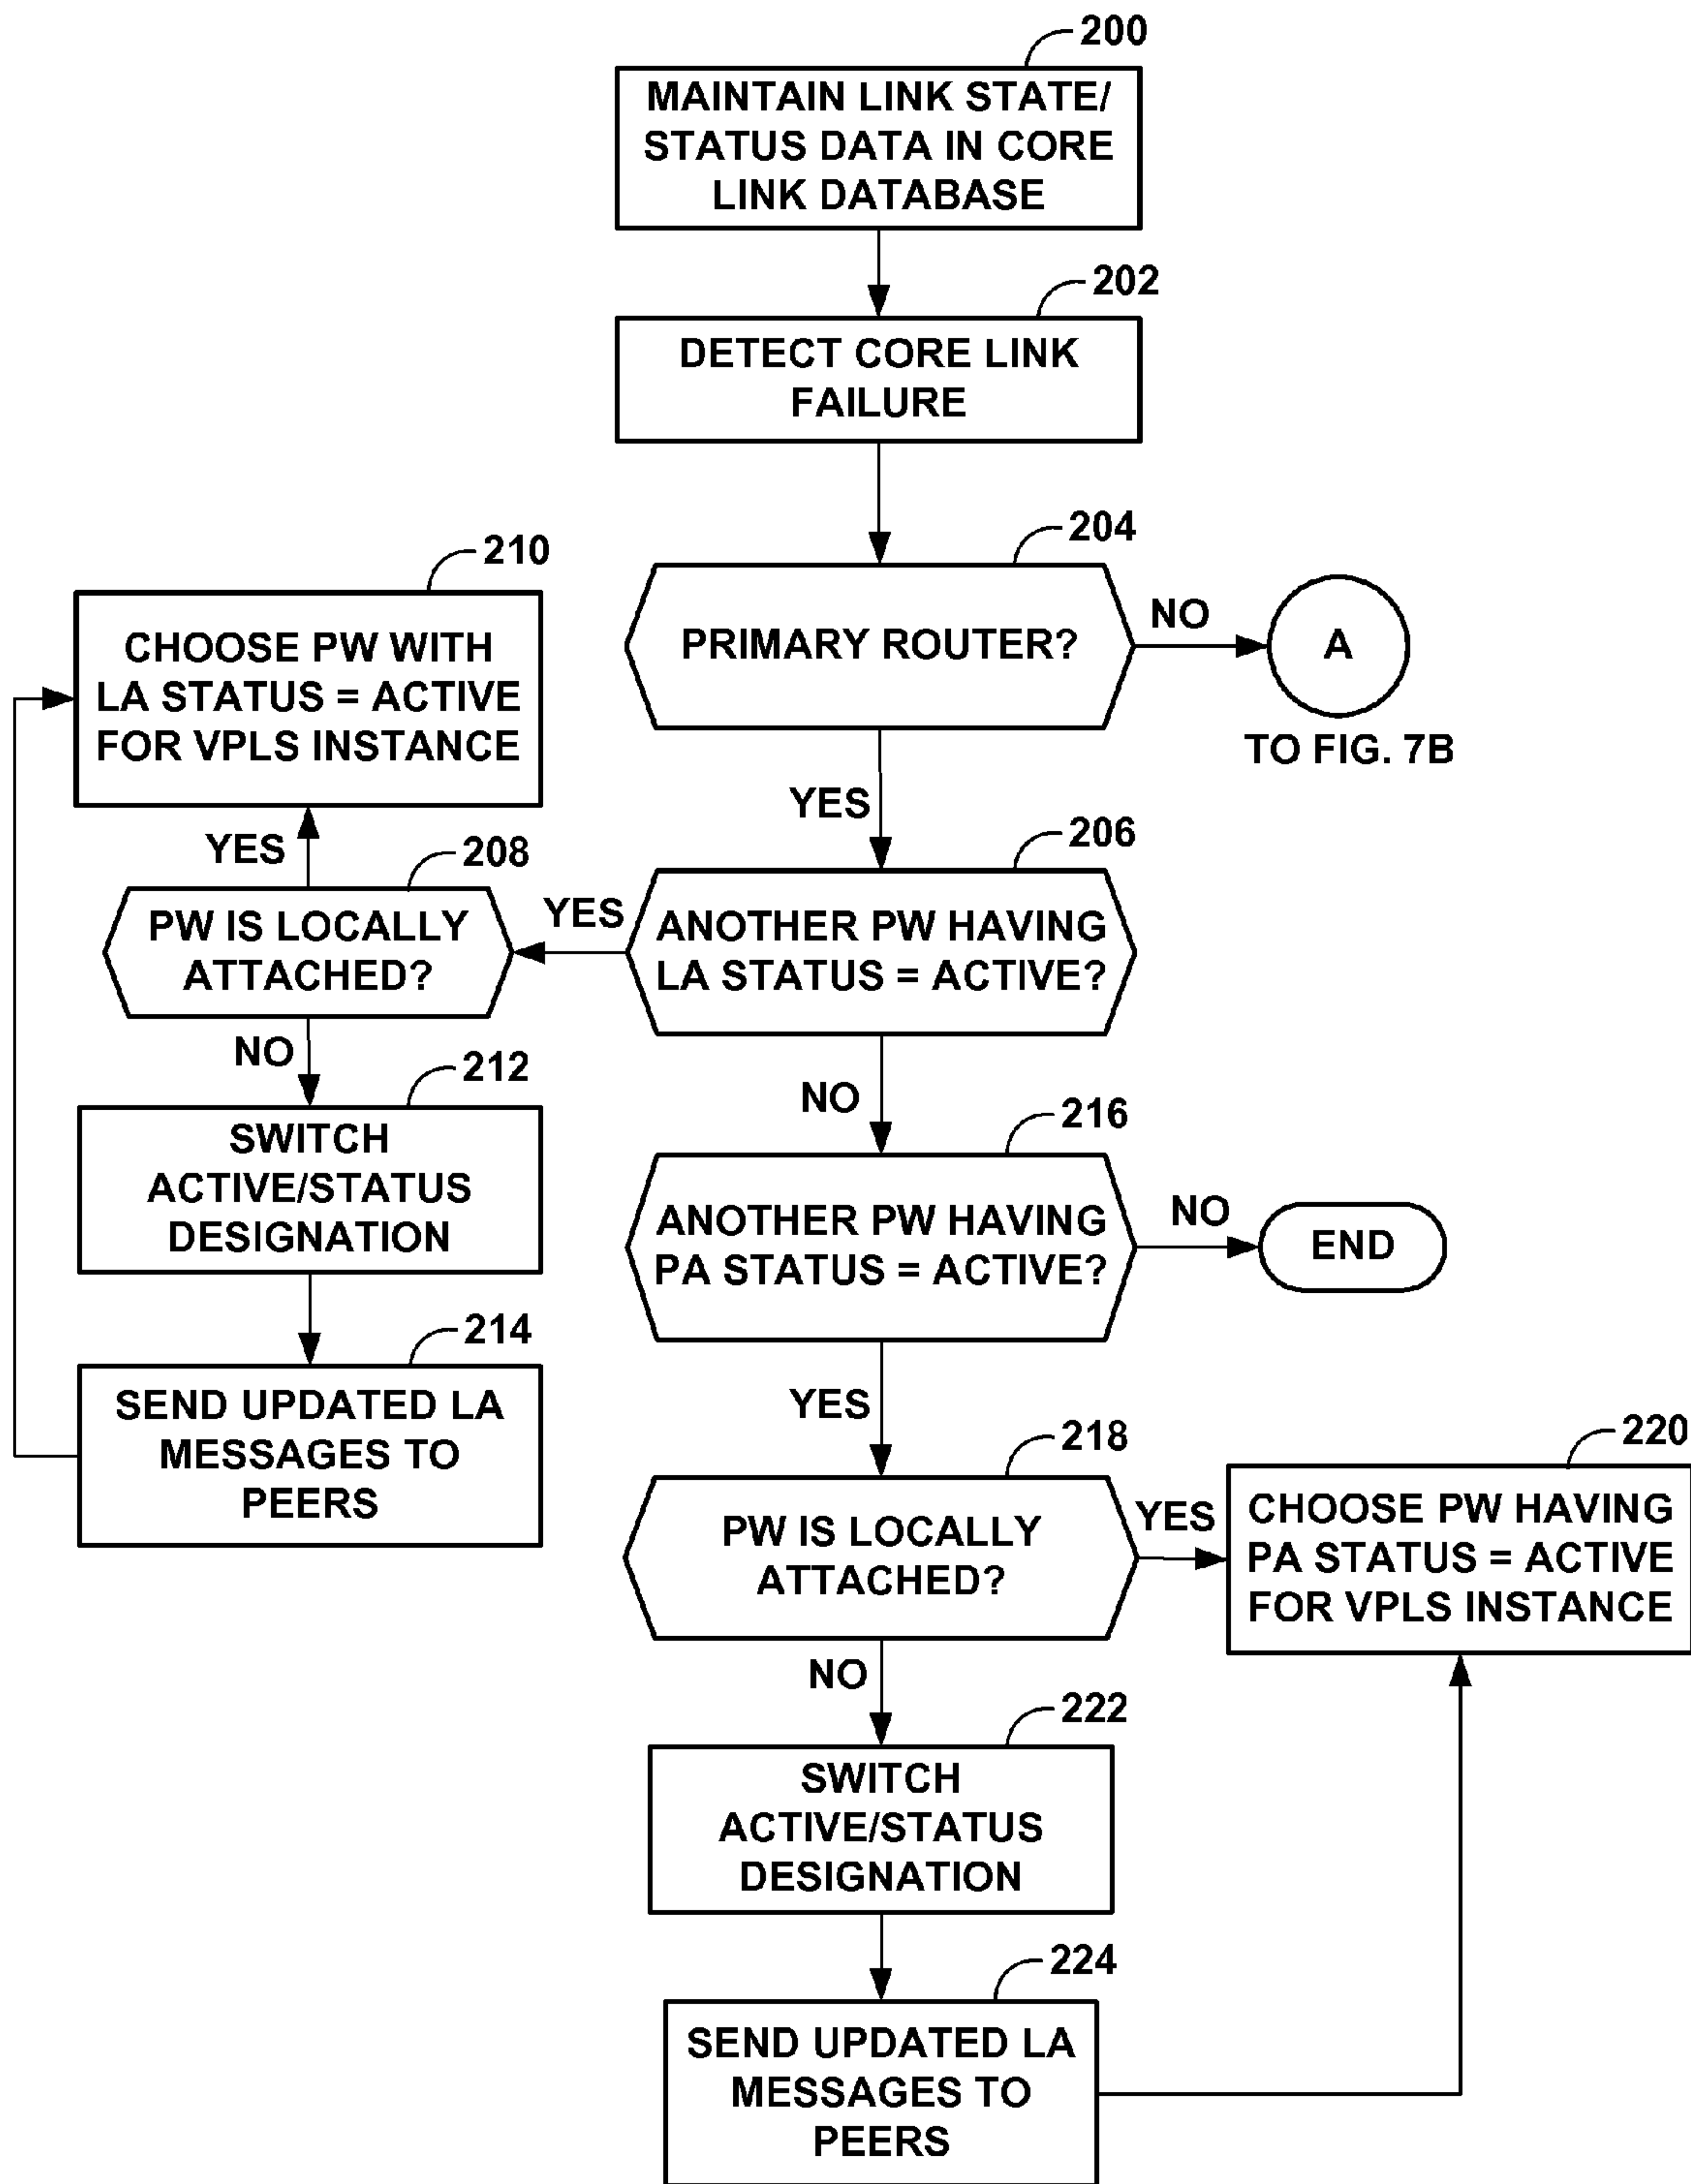 200
MAINTAIN LINK STATE/
STATUS DATA IN CORE
LINK DATABASE
202
DETECT CORE LINK
FAILURE
204
PRIMARY ROUTER?
NO
A
TO FIG. 7B
YES
206
ANOTHER PW HAVING
LA STATUS = ACTIVE?
YES
208
PW IS LOCALLY
ATTACHED?
YES
210
CHOOSE PW WITH
LA STATUS = ACTIVE
FOR VPLS INSTANCE
NO
212
SWITCH
ACTIVE/STATUS
DESIGNATION
214
SEND UPDATED LA
MESSAGES TO
PEERS
NO
216
ANOTHER PW HAVING
PA STATUS = ACTIVE?
NO
END
YES
218
PW IS LOCALLY
ATTACHED?
YES
220
CHOOSE PW HAVING
PA STATUS = ACTIVE
FOR VPLS INSTANCE
NO
222
SWITCH
ACTIVE/STATUS
DESIGNATION
224
SEND UPDATED LA
MESSAGES TO
PEERS